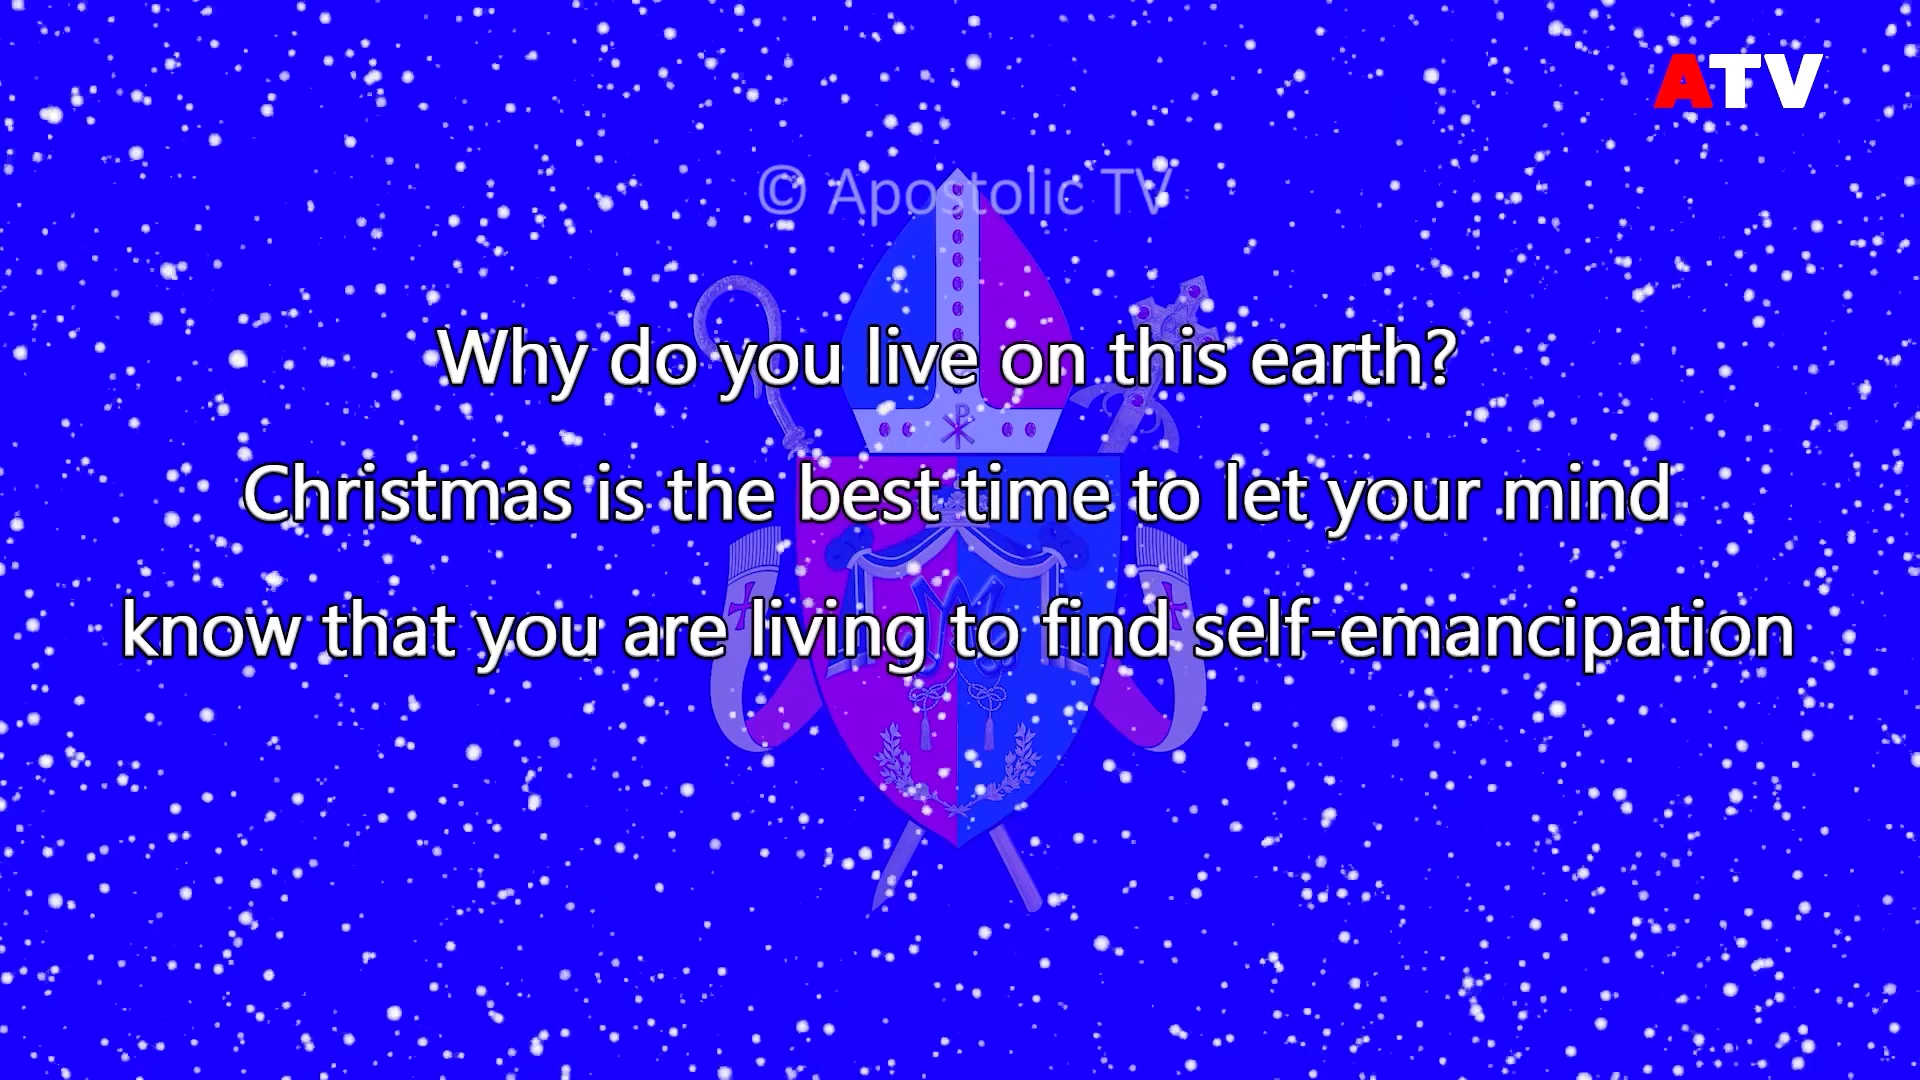 ATV
© Apostolic TV
Why do you live on this earth?
Christmas is the best time to let your mind
know that you are living to find self-emancipation